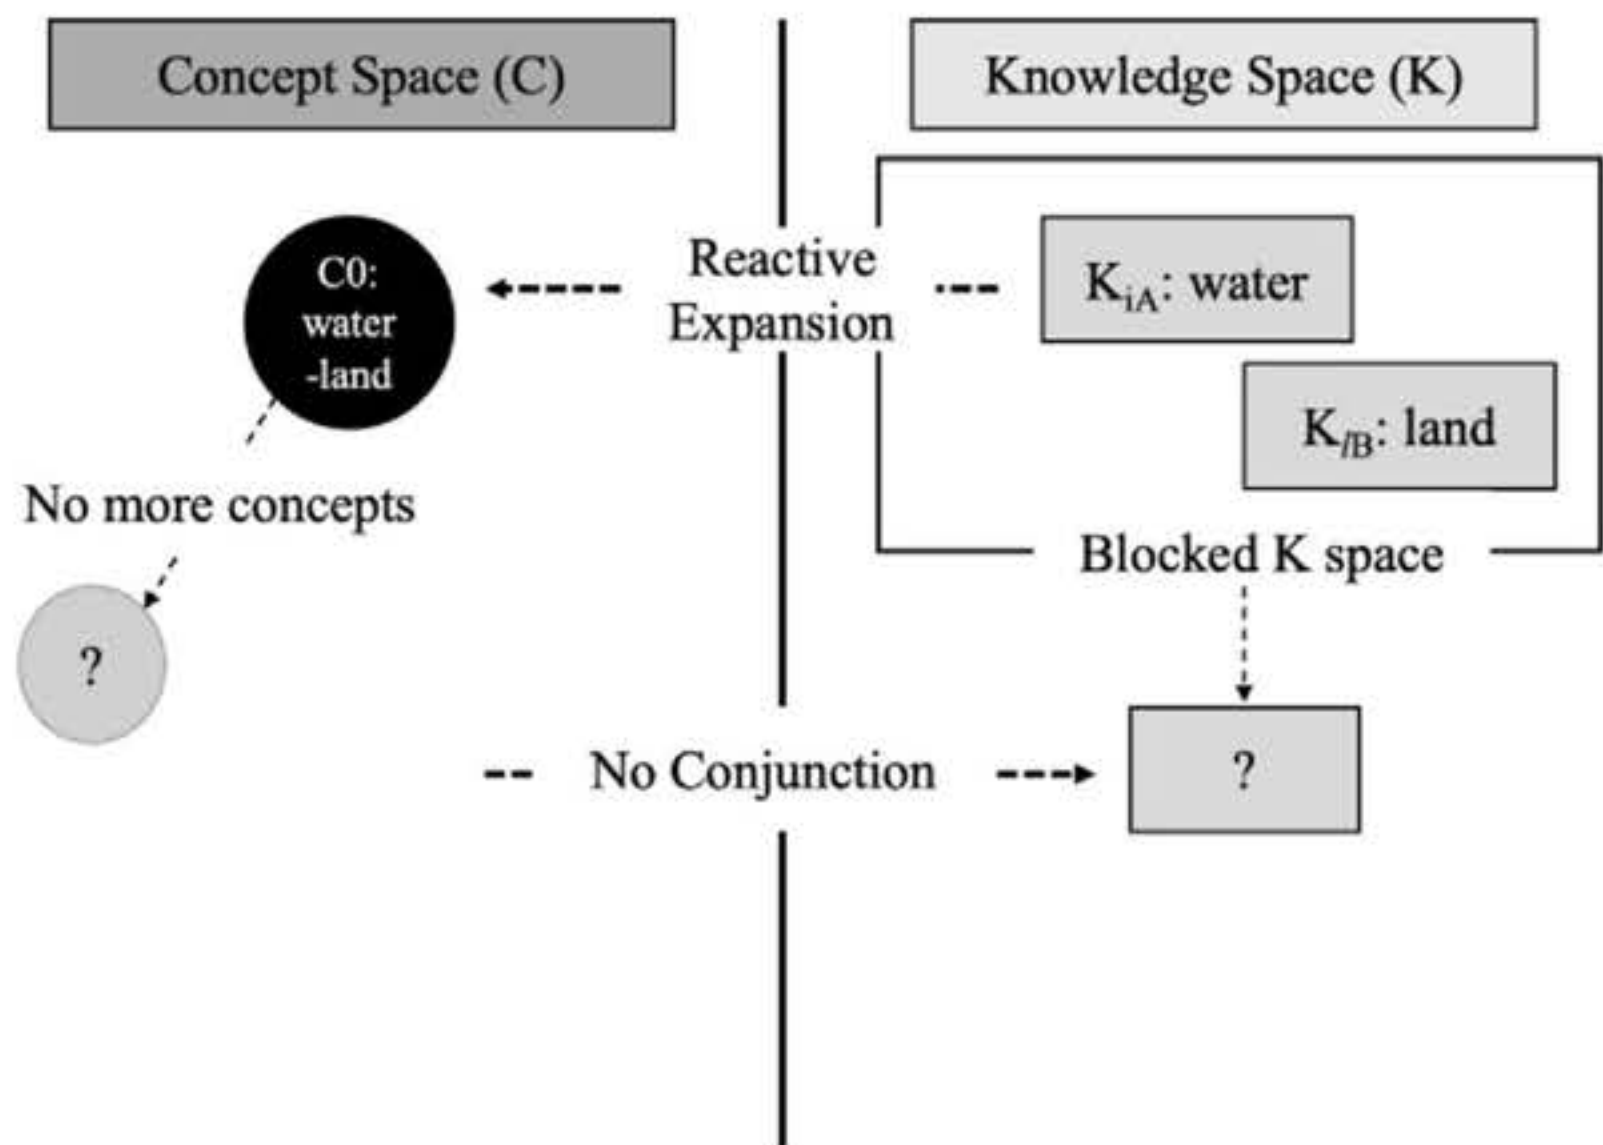 Concept Space (C)
Knowledge Space (K)
C0:
water
-land
Reactive
Expansion
KiA: water
KlB: land
No more concepts
Blocked K space
?
No Conjunction
?